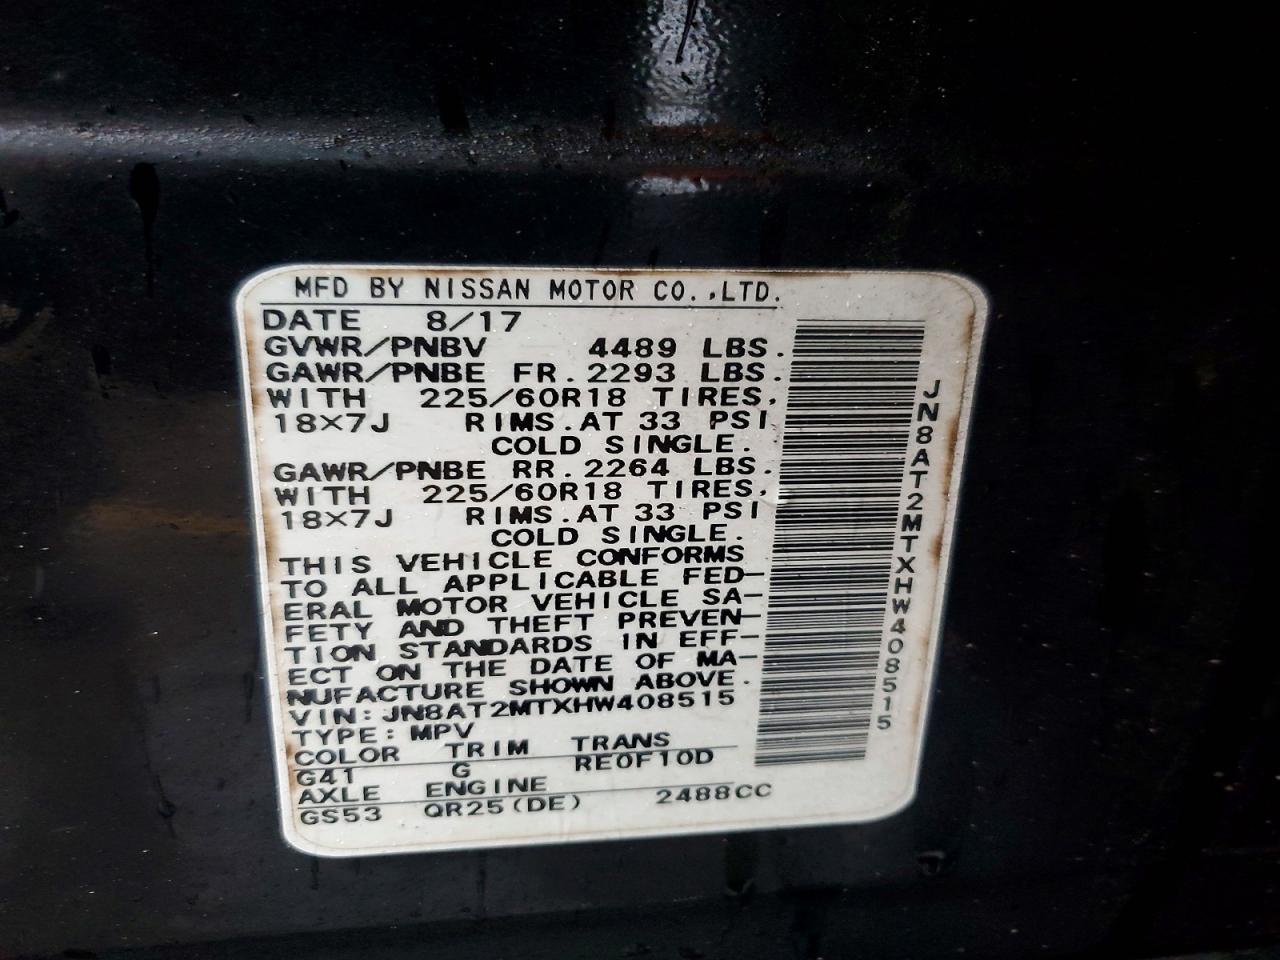 MFD BY NISSAN MOTOR CO.,LTD.
DATE 8/17
GVWR/PNBV 4489 LBS.
GAWR/PNBE FR.2293 LBS.
WITH 225/60R18 TIRES,
18×7J RIMS.AT 33 PSI
COLD SINGLE.
GAWR/PNBE RR.2264 LBS.
WITH 225/60R18 TIRES,
18×7J RIMS.AT 33 PSI
COLD SINGLE.
THIS VEHICLE CONFORMS
TO ALL APPLICABLE FED-
ERAL MOTOR VEHICLE SA-
FETY AND THEFT PREVEN-
TION STANDARDS IN EFF-
ECT ON THE DATE OF MA-
NUFACTURE SHOWN ABOVE.
VIN:JN8AT2MTXHW408515
TYPE:MPV
COLOR TRIM TRANS
G41 G RE0F10D
AXLE ENGINE
GS53 QR25(DE) 2488CC
JN8AT2MTXHW408515